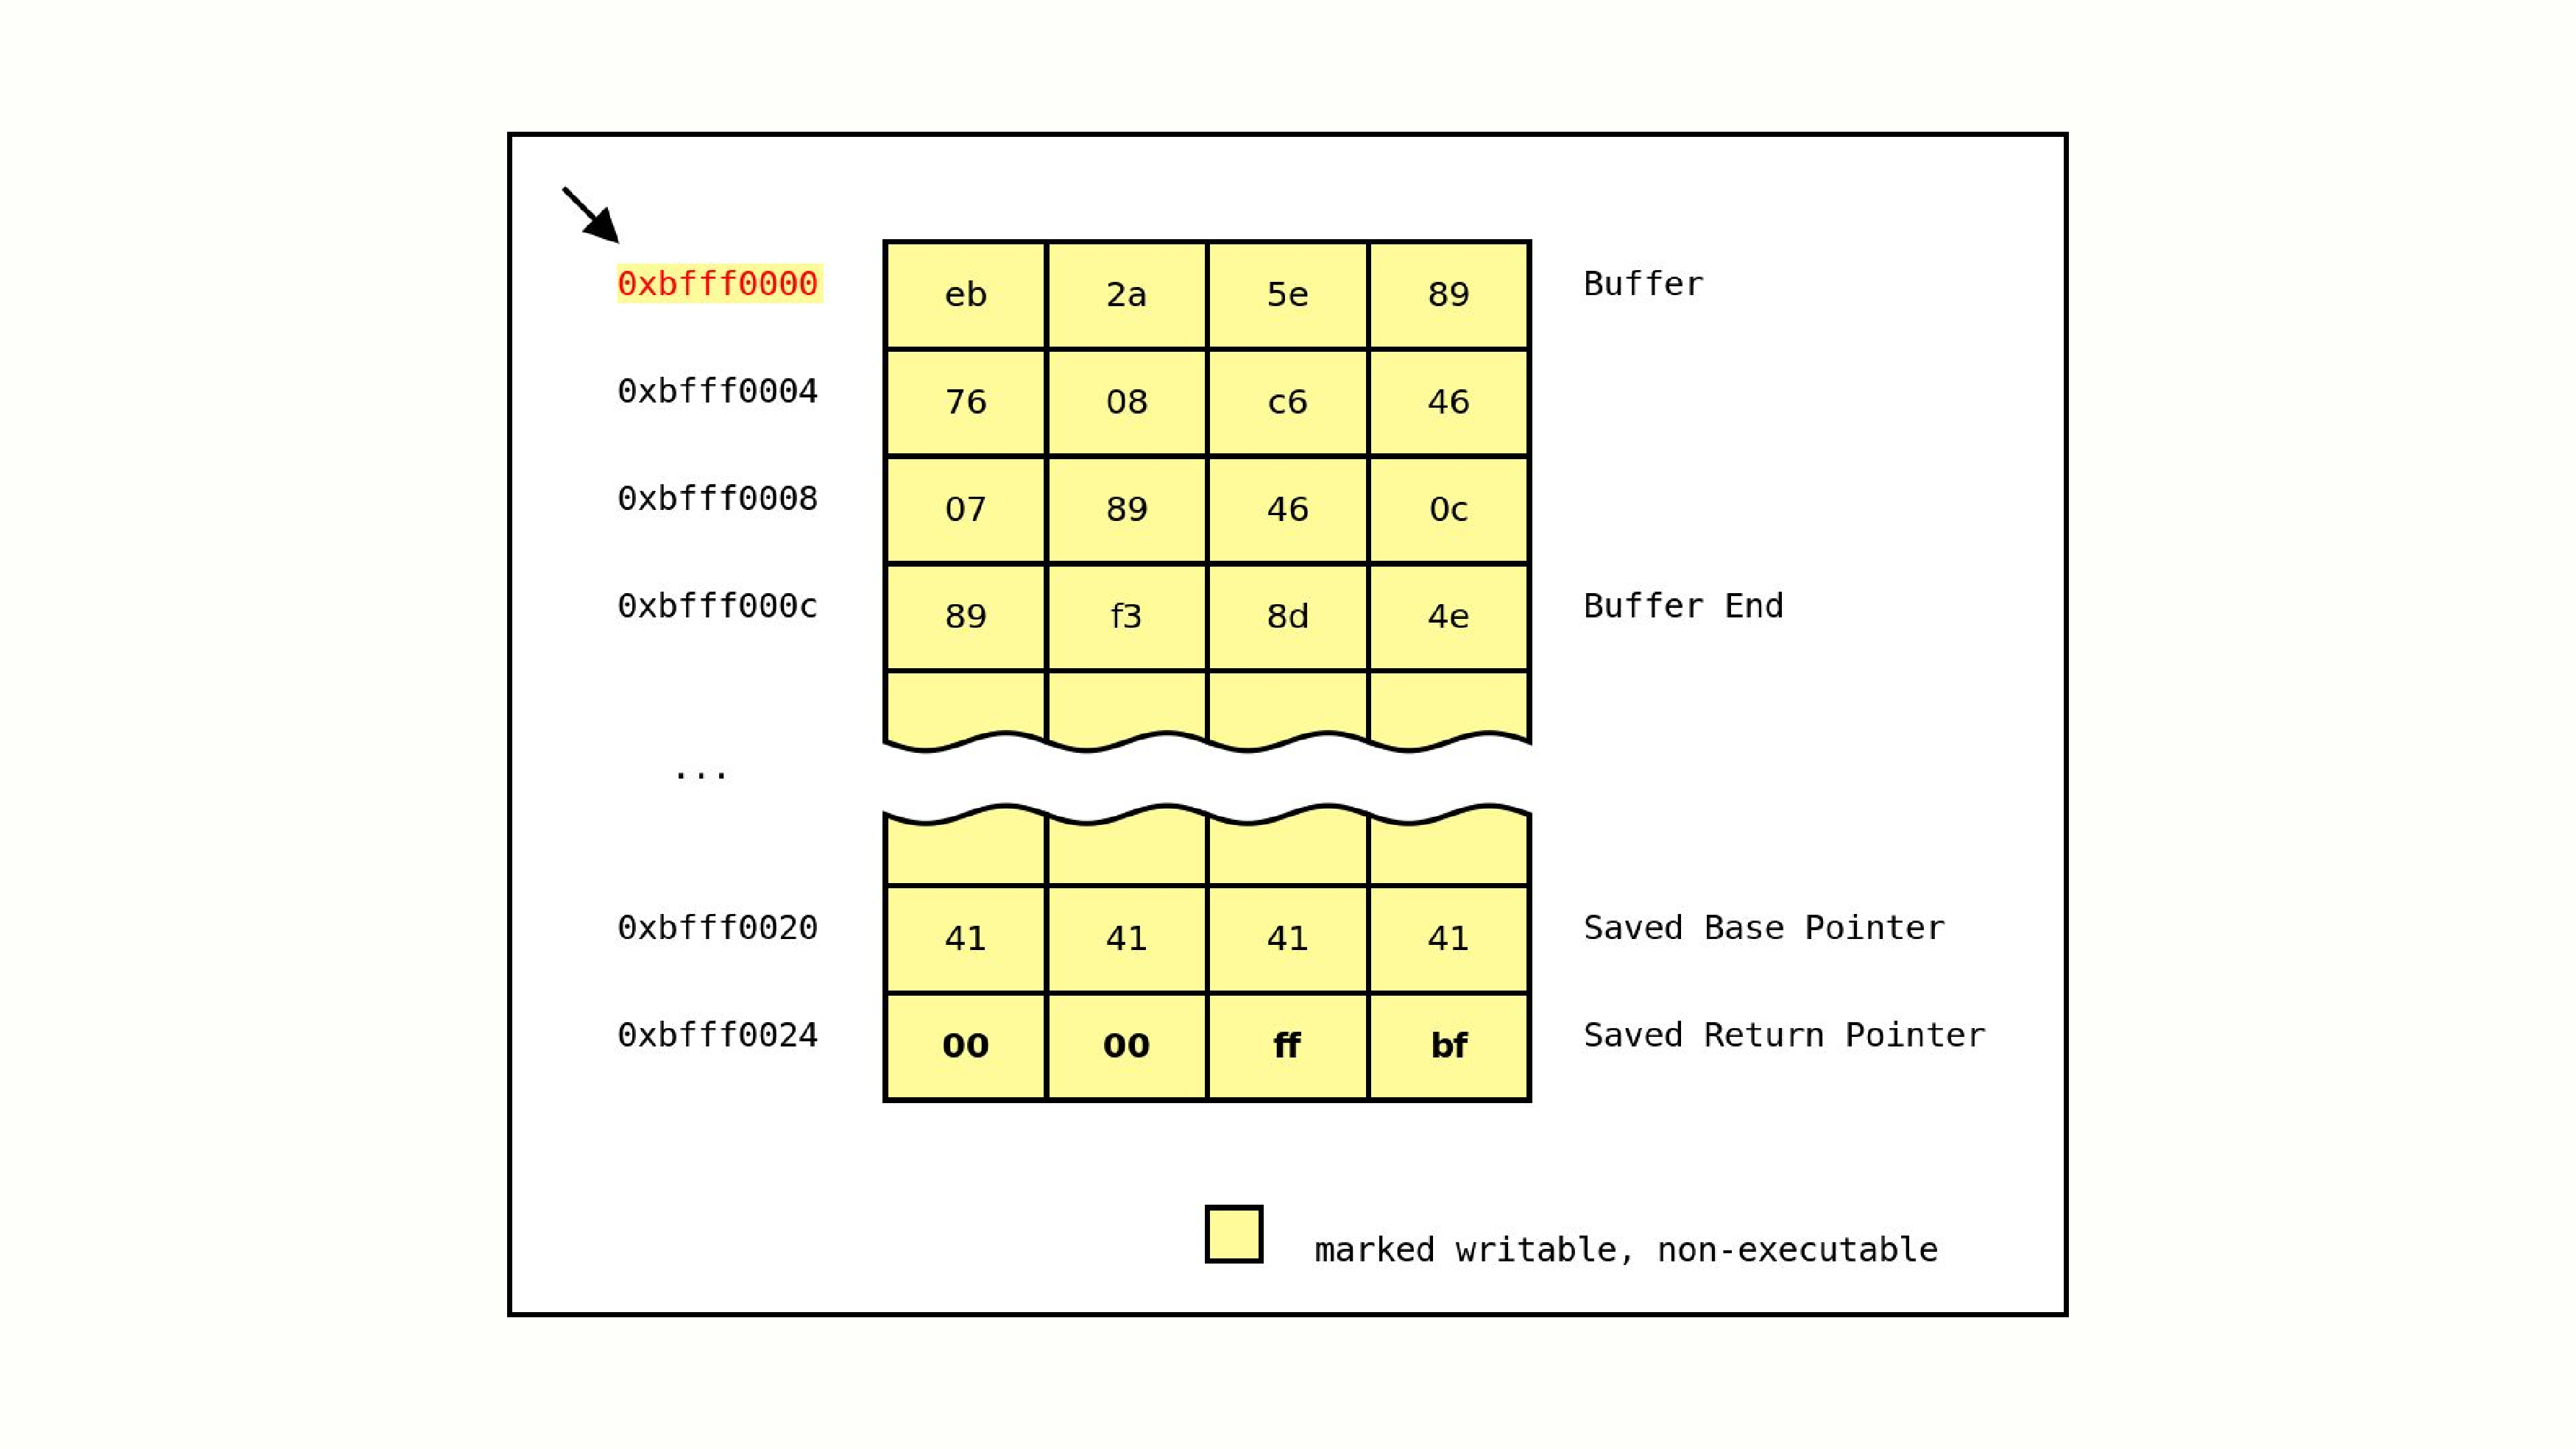 0xbfff0000 eb 2a 5e 89 Buffer
0xbfff0004 76 08 c6 46
0xbfff0008 07 89 46 0c
0xbfff000c 89 f3 8d 4e Buffer End
...
0xbfff0020 41 41 41 41 Saved Base Pointer
0xbfff0024 00 00 ff bf Saved Return Pointer
marked writable, non-executable